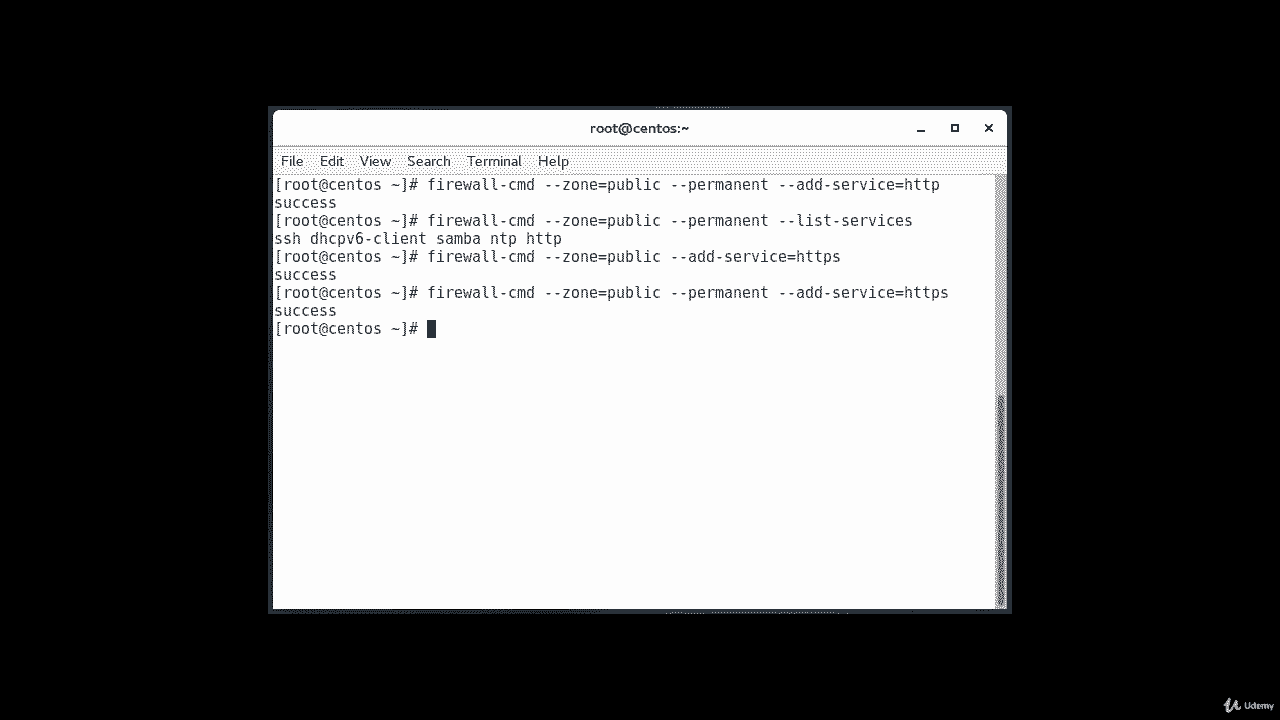 root@centos:~
File Edit View Search Terminal Help
[root@centos ~]# firewall-cmd --zone=public --permanent --add-service=http
success
[root@centos ~]# firewall-cmd --zone=public --permanent --list-services
ssh dhcpv6-client samba ntp http
[root@centos ~]# firewall-cmd --zone=public --add-service=https
success
[root@centos ~]# firewall-cmd --zone=public --permanent --add-service=https
success
[root@centos ~]#
Udemy